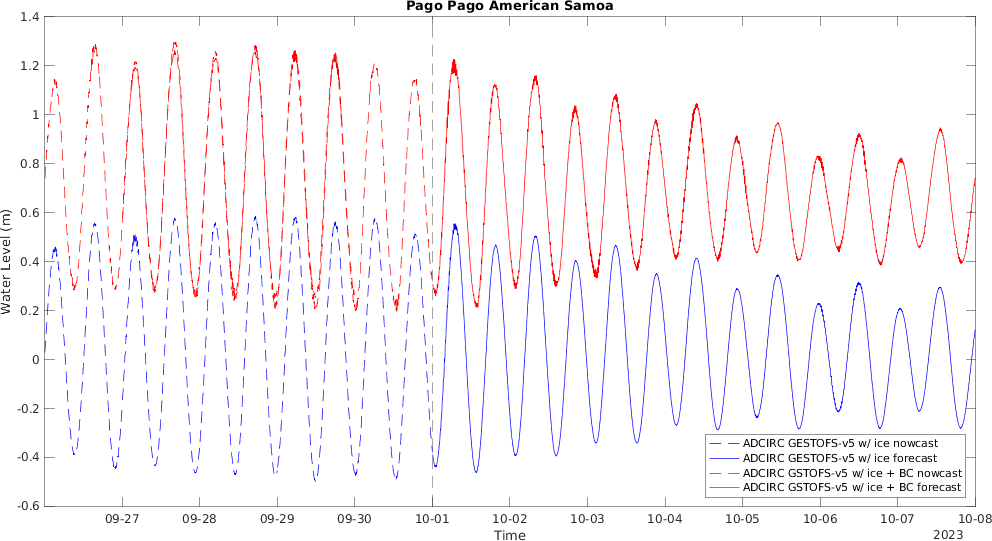 Pago Pago American Samoa
Water Level (m)
1.4
1.2
1
0.8
0.6
0.4
0.2
0
-0.2
-0.4
-0.6
ADCIRC GESTOFS-v5 w/ ice nowcast
ADCIRC GESTOFS-v5 w/ ice forecast
ADCIRC GSTOFS-v5 w/ ice + BC nowcast
ADCIRC GSTOFS-v5 w/ ice + BC forecast
09-27 09-28 09-29 09-30 10-01 10-02 10-03 10-04 10-05 10-06 10-07 10-08
Time
2023